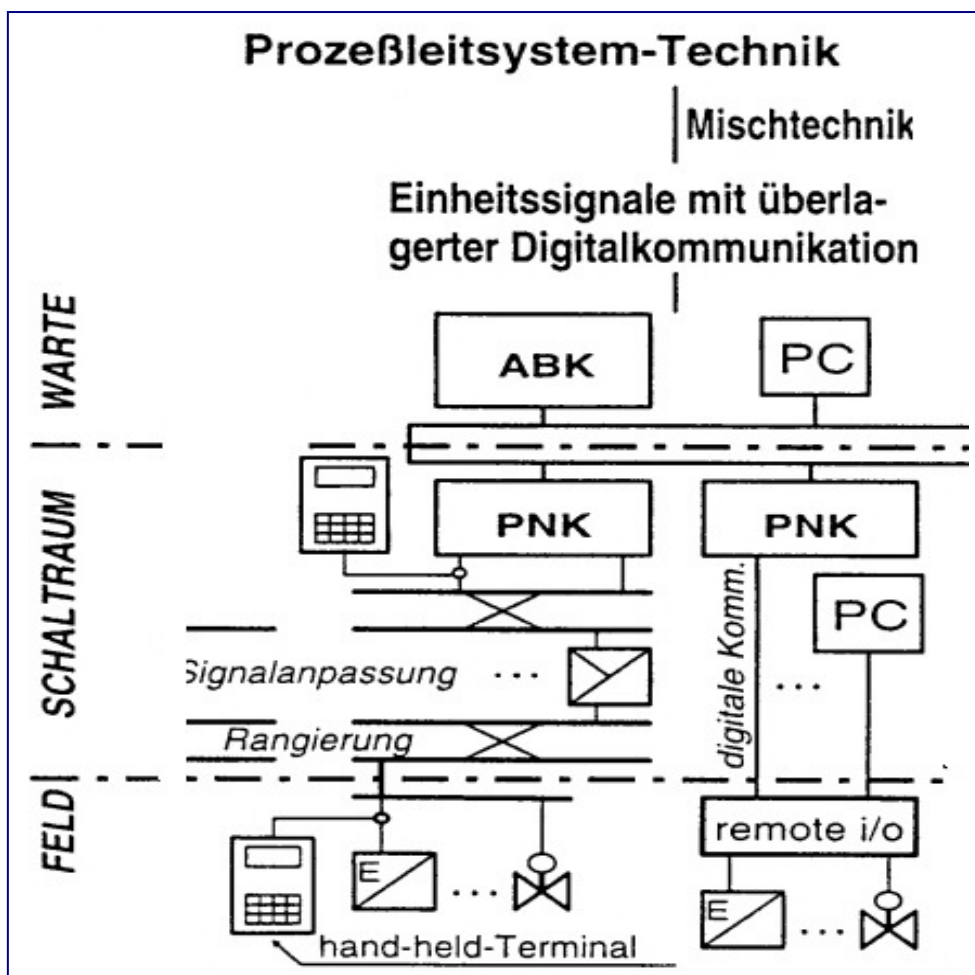 Prozeßleitsystem-Technik
Mischtechnik
Einheitssignale mit überla-
gerter Digitalkommunikation
WARTE
ABK
PC
SCHALTRAUM
PNK
PNK
digitale Komm.
PC
Signalanpassung ...
...
Rangierung
FELD
remote i/o
E
...
E
...
hand-held-Terminal